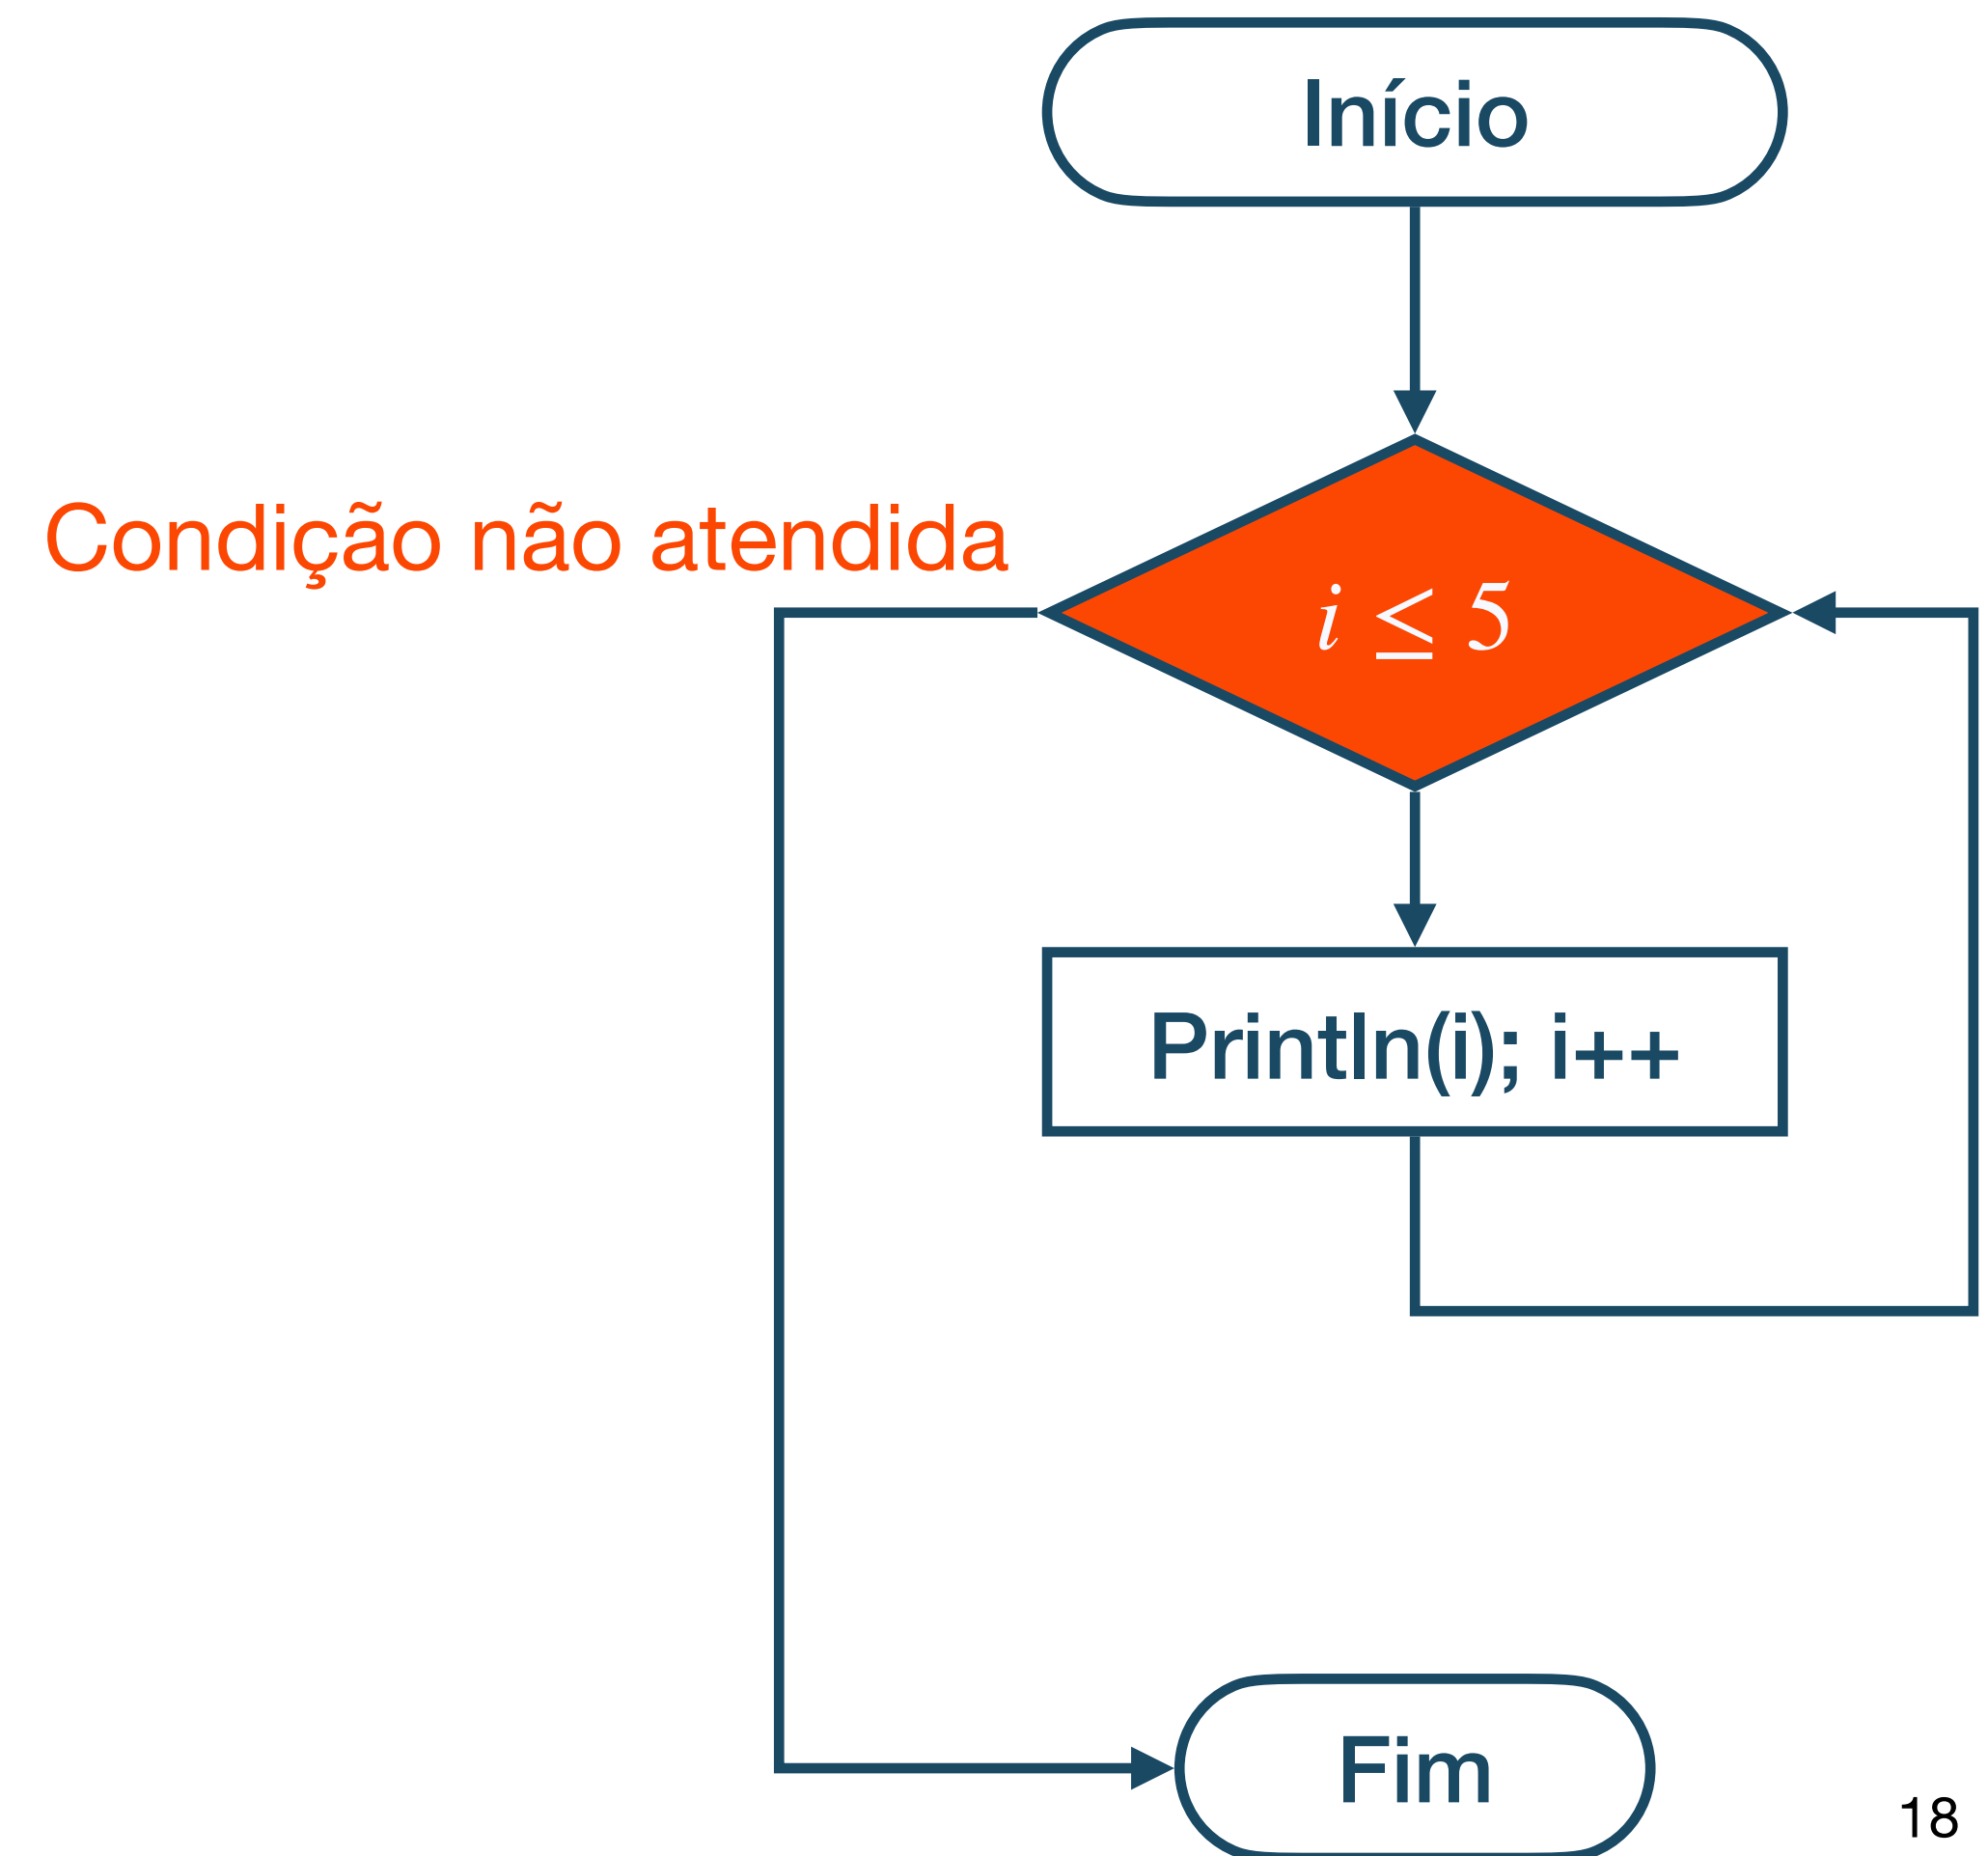 Início
Condição não atendida
i ≤ 5
Println(i); i++
Fim
18